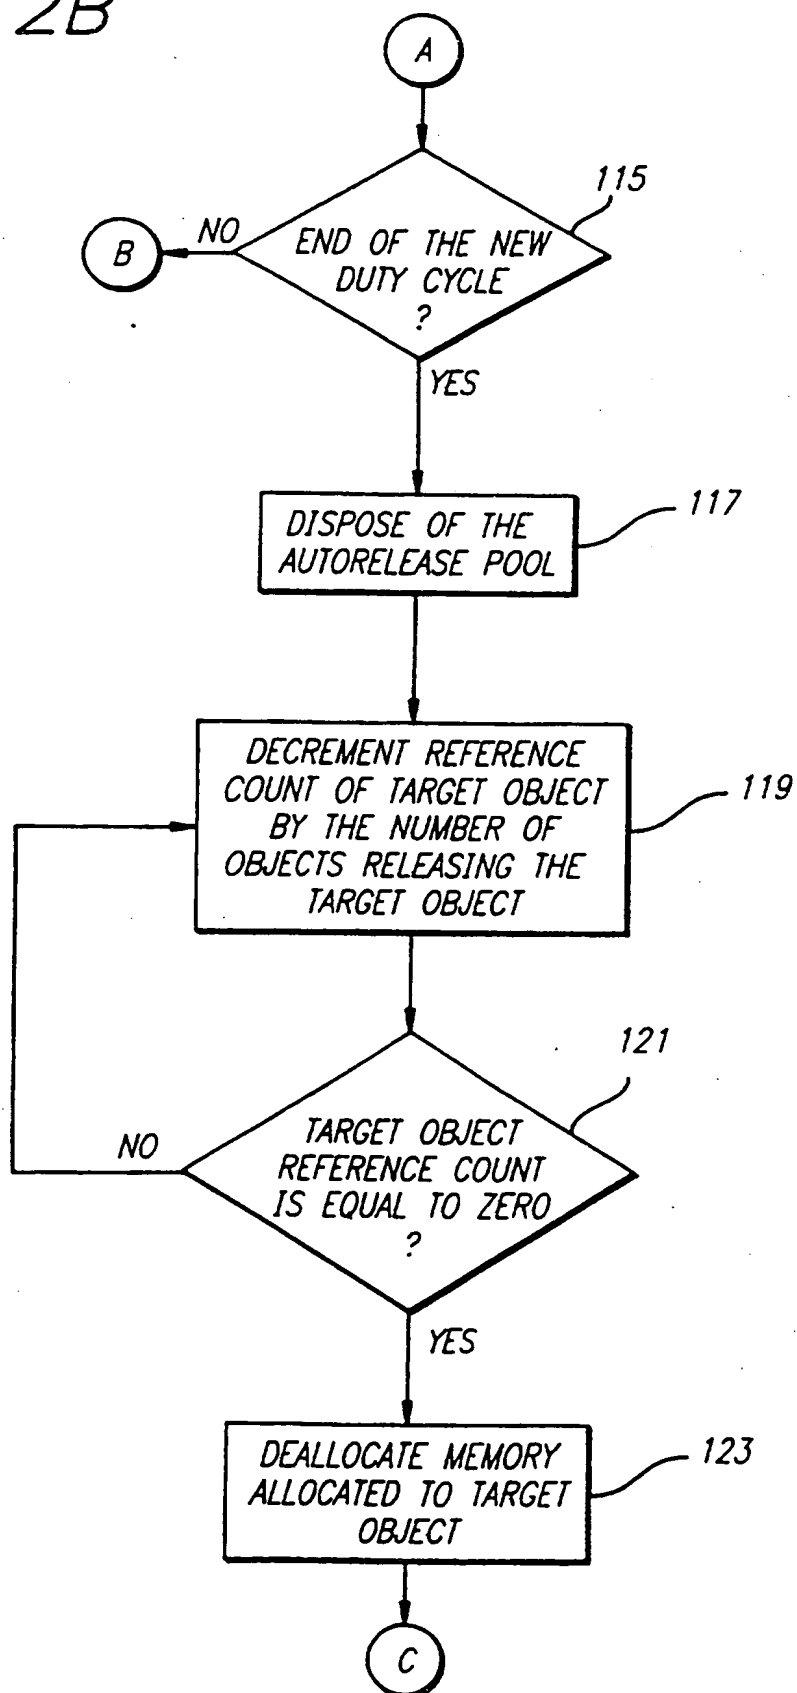 2B
A
115
NO
B
END OF THE NEW
DUTY CYCLE
?
YES
117
DISPOSE OF THE
AUTORELEASE POOL
DECREMENT REFERENCE
COUNT OF TARGET OBJECT
BY THE NUMBER OF
OBJECTS RELEASING THE
TARGET OBJECT
119
121
NO
TARGET OBJECT
REFERENCE COUNT
IS EQUAL TO ZERO
?
YES
123
DEALLOCATE MEMORY
ALLOCATED TO TARGET
OBJECT
C